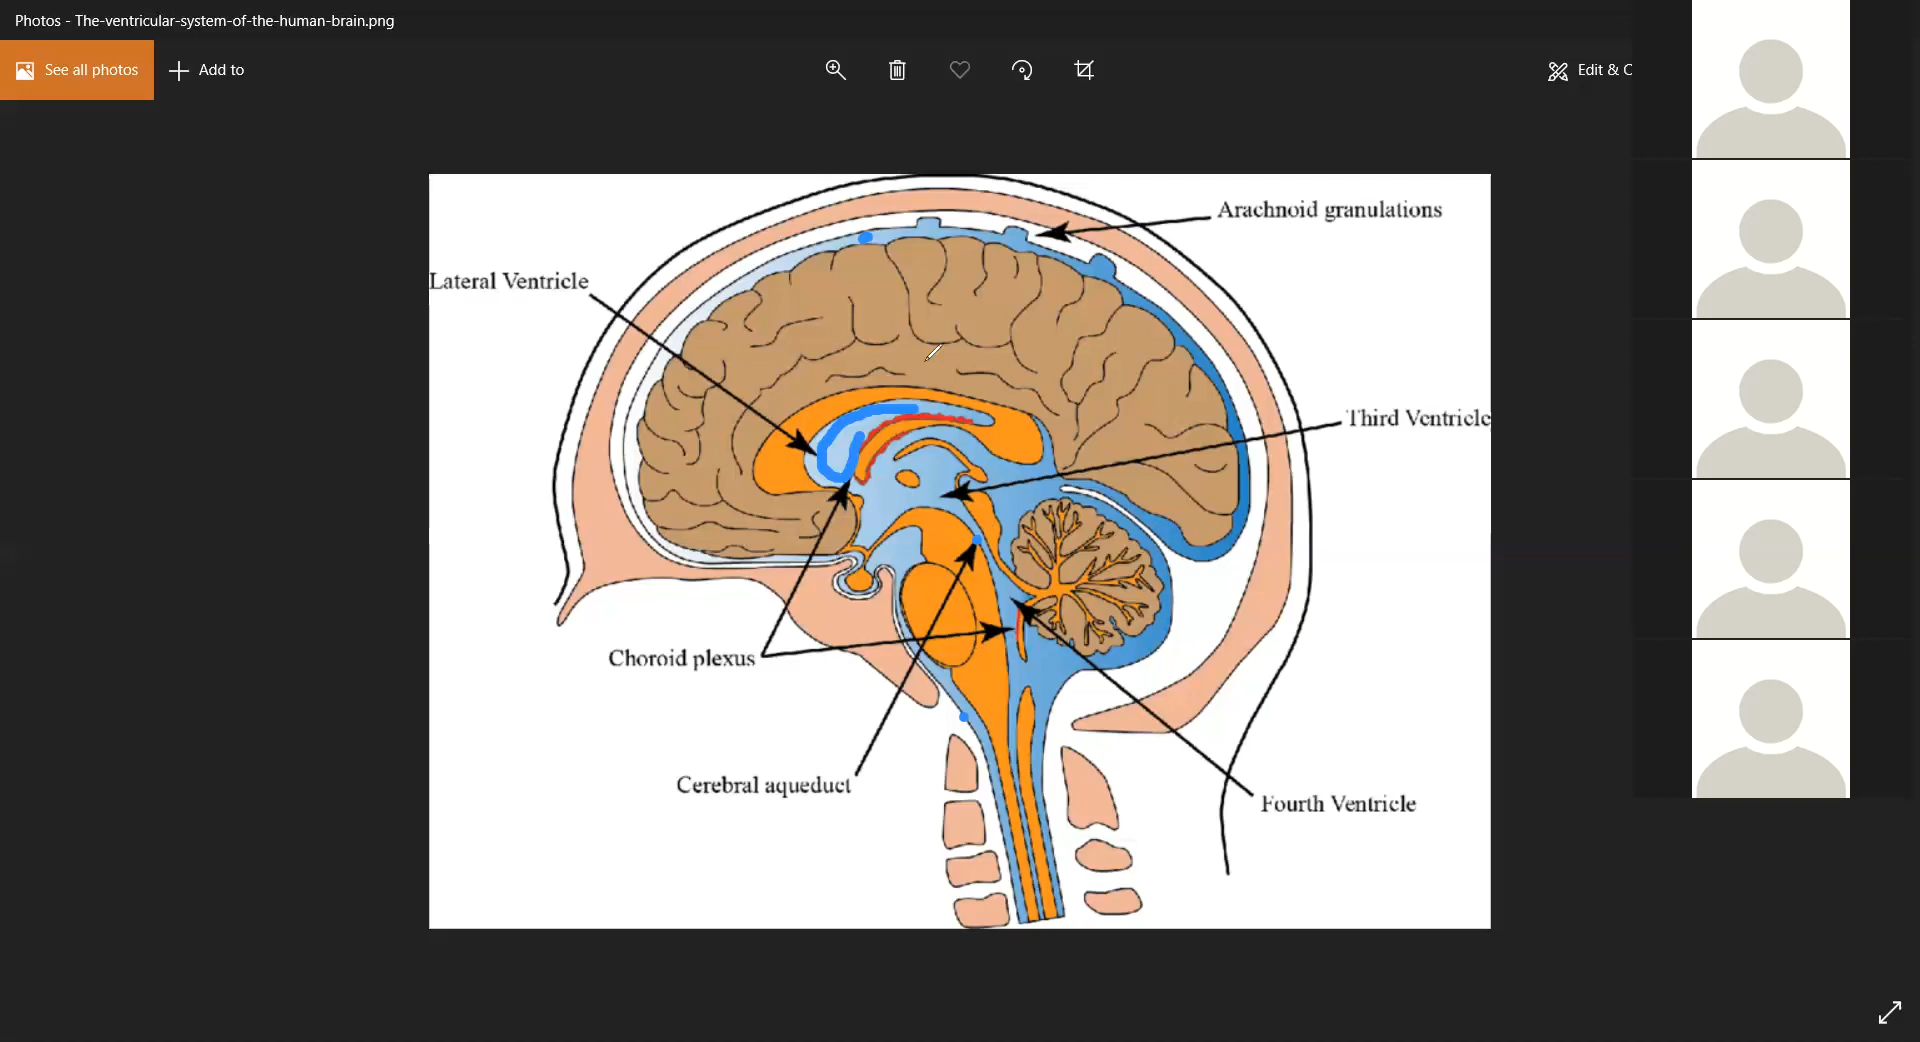 Photos - The-ventricular-system-of-the-human-brain.png
See all photos
Add to
Edit & C
Arachnoid granulations
Lateral Ventricle
Third Ventricle
Choroid plexus
Cerebral aqueduct
Fourth Ventricle